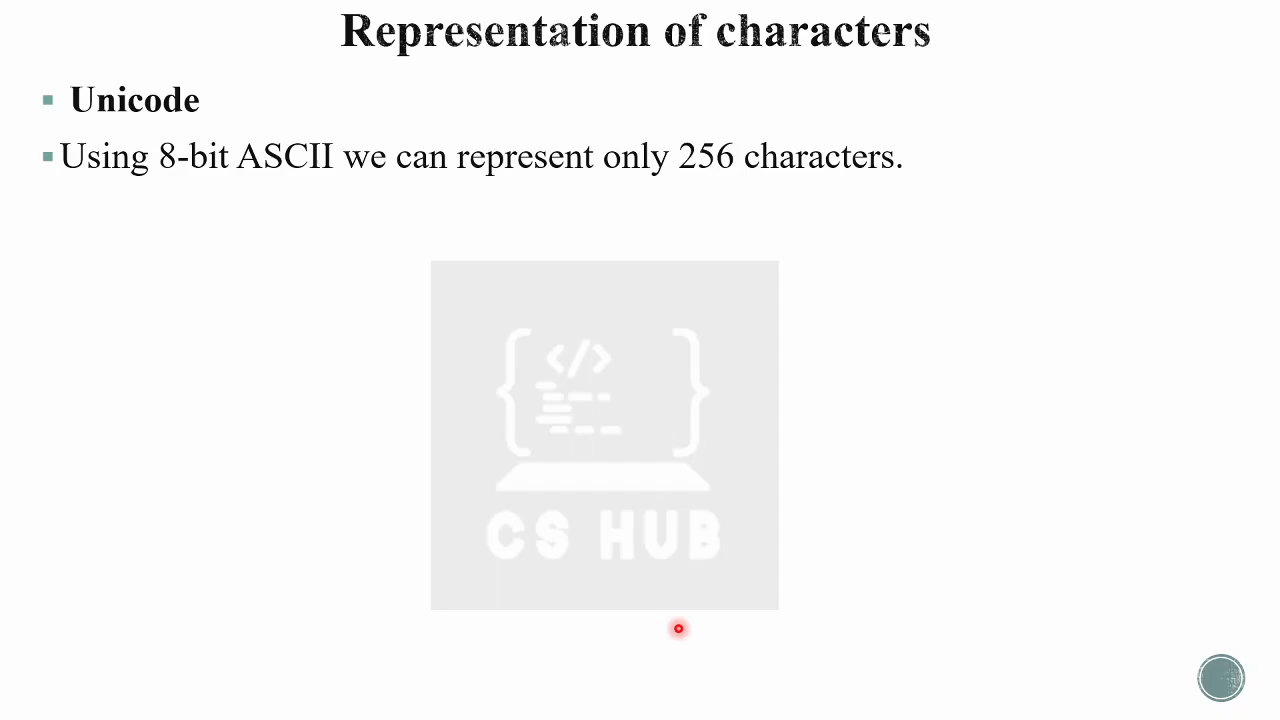 Representation of characters
Unicode
Using 8-bit ASCII we can represent only 256 characters.
</>
CS HUB